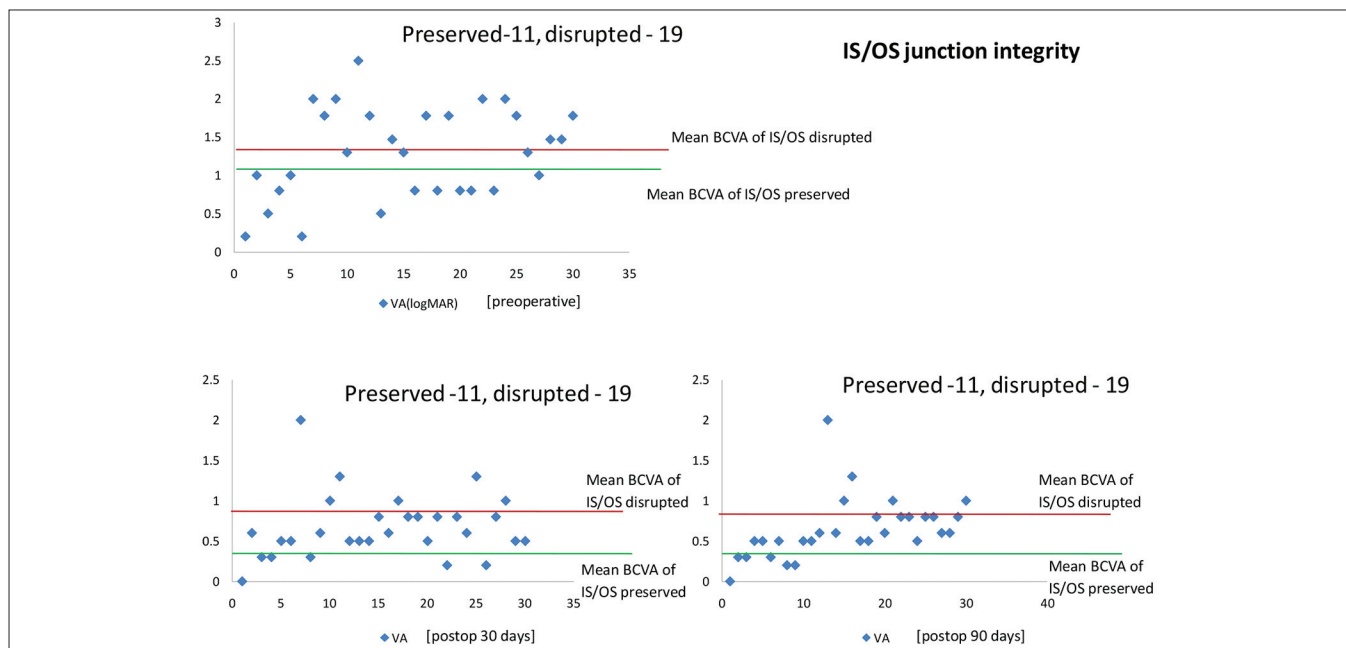 Preserved-11, disrupted - 19
IS/OS junction integrity
3
2.5
2
1.5
1
0.5
0
Mean BCVA of IS/OS disrupted
Mean BCVA of IS/OS preserved
0 5 10 15 20 25 30 35
VA(logMAR) [preoperative]
Preserved -11, disrupted - 19
2.5
2
1.5
1
0.5
0
Mean BCVA of
IS/OS disrupted
Mean BCVA of
IS/OS preserved
0 5 10 15 20 25 30 35
VA [postop 30 days]
Preserved -11, disrupted - 19
2.5
2
1.5
1
0.5
0
Mean BCVA of
IS/OS disrupted
Mean BCVA of
IS/OS preserved
0 10 20 30 40
VA [postop 90 days]